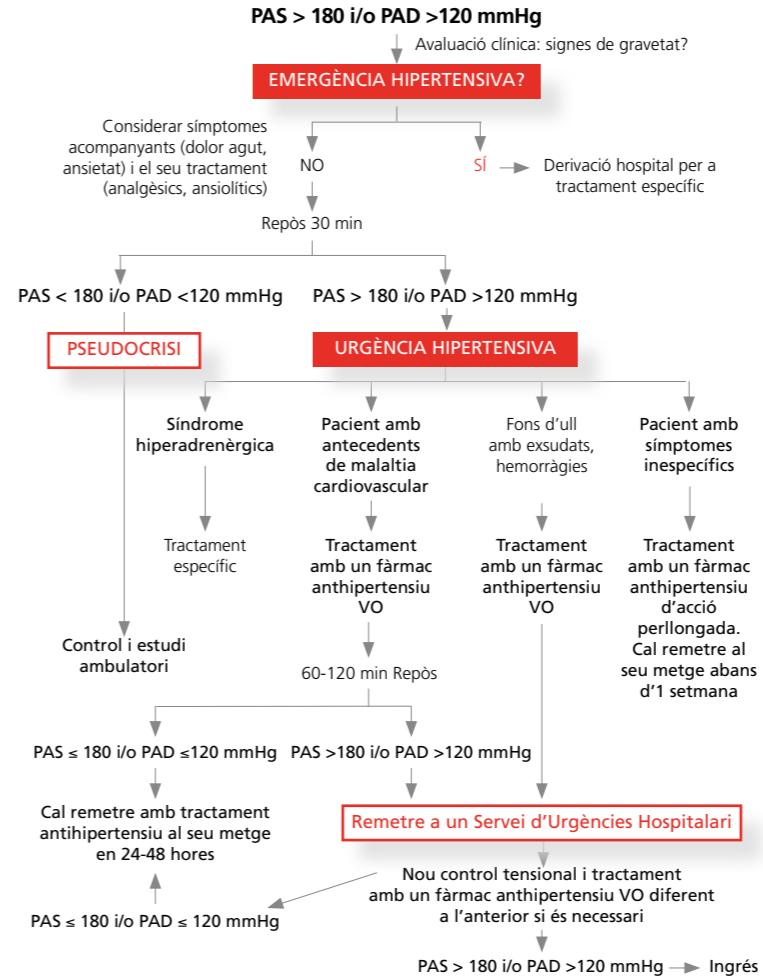 PAS > 180 i/o PAD >120 mmHg
Avaluació clínica: signes de gravetat?
EMERGÈNCIA HIPERTENSIVA?
Considerar símptomes
acompanyants (dolor agut,
ansietat) i el seu tractament
(analgèsics, ansiolítics)
NO
SÍ
Derivació hospital per a
tractament específic
Repòs 30 min
PAS < 180 i/o PAD <120 mmHg
PAS > 180 i/o PAD >120 mmHg
PSEUDOCRISI
URGÈNCIA HIPERTENSIVA
Síndrome
hiperadrenèrgica
Pacient amb
antecedents
de malaltia
cardiovascular
Fons d'ull
amb exsudats,
hemorràgies
Pacient amb
símptomes
inespecífics
Tractament
específic
Tractament
amb un fàrmac
anthipertensiu
VO
Tractament
amb un fàrmac
anthipertensiu
VO
Tractament
amb un fàrmac
anthipertensiu
d'acció
perllongada.
Cal remetre al
seu metge abans
d'1 setmana
Control i estudi
ambulatori
60-120 min Repòs
PAS ≤ 180 i/o PAD ≤120 mmHg
PAS >180 i/o PAD >120 mmHg
Cal remetre amb tractament
antihipertensiu al seu metge
en 24-48 hores
Remetre a un Servei d'Urgències Hospitalari
Nou control tensional i tractament
amb un fàrmac anthipertensiu VO diferent
a l'anterior si és necessari
PAS ≤ 180 i/o PAD ≤ 120 mmHg
PAS > 180 i/o PAD >120 mmHg
Ingrés